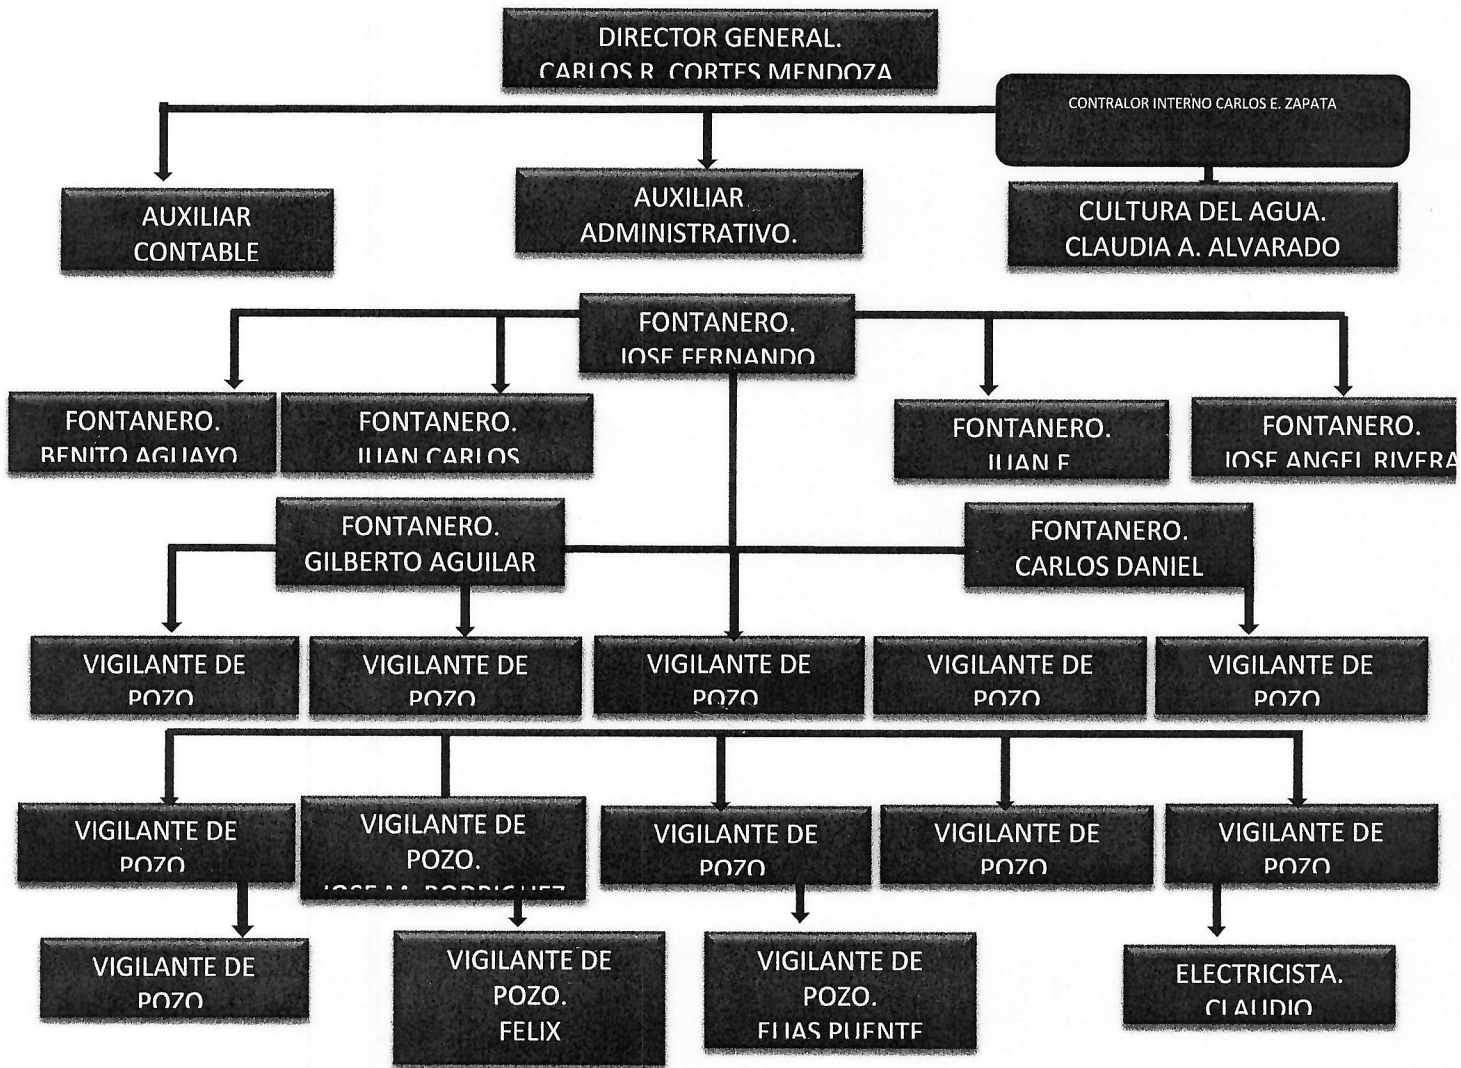 DIRECTOR GENERAL.
CARLOS R. CORTES MENDOZA
CONTRALOR INTERNO CARLOS E. ZAPATA
AUXILIAR
CONTABLE
AUXILIAR
ADMINISTRATIVO.
CULTURA DEL AGUA.
CLAUDIA A. ALVARADO
FONTANERO.
JOSE FERNANDO
FONTANERO.
BENITO AGUAYO
FONTANERO.
JUAN CARLOS
FONTANERO.
JUAN F
FONTANERO.
JOSE ANGEL RIVERA
FONTANERO.
GILBERTO AGUILAR
FONTANERO.
CARLOS DANIEL
VIGILANTE DE
POZO
VIGILANTE DE
POZO
VIGILANTE DE
POZO
VIGILANTE DE
POZO
VIGILANTE DE
POZO
VIGILANTE DE
POZO
VIGILANTE DE
POZO.
JOSE M. RODRIGUEZ
VIGILANTE DE
POZO
VIGILANTE DE
POZO
VIGILANTE DE
POZO
VIGILANTE DE
POZO
VIGILANTE DE
POZO.
FELIX
VIGILANTE DE
POZO.
ELIAS PUENTE
ELECTRICISTA.
CLAUDIO